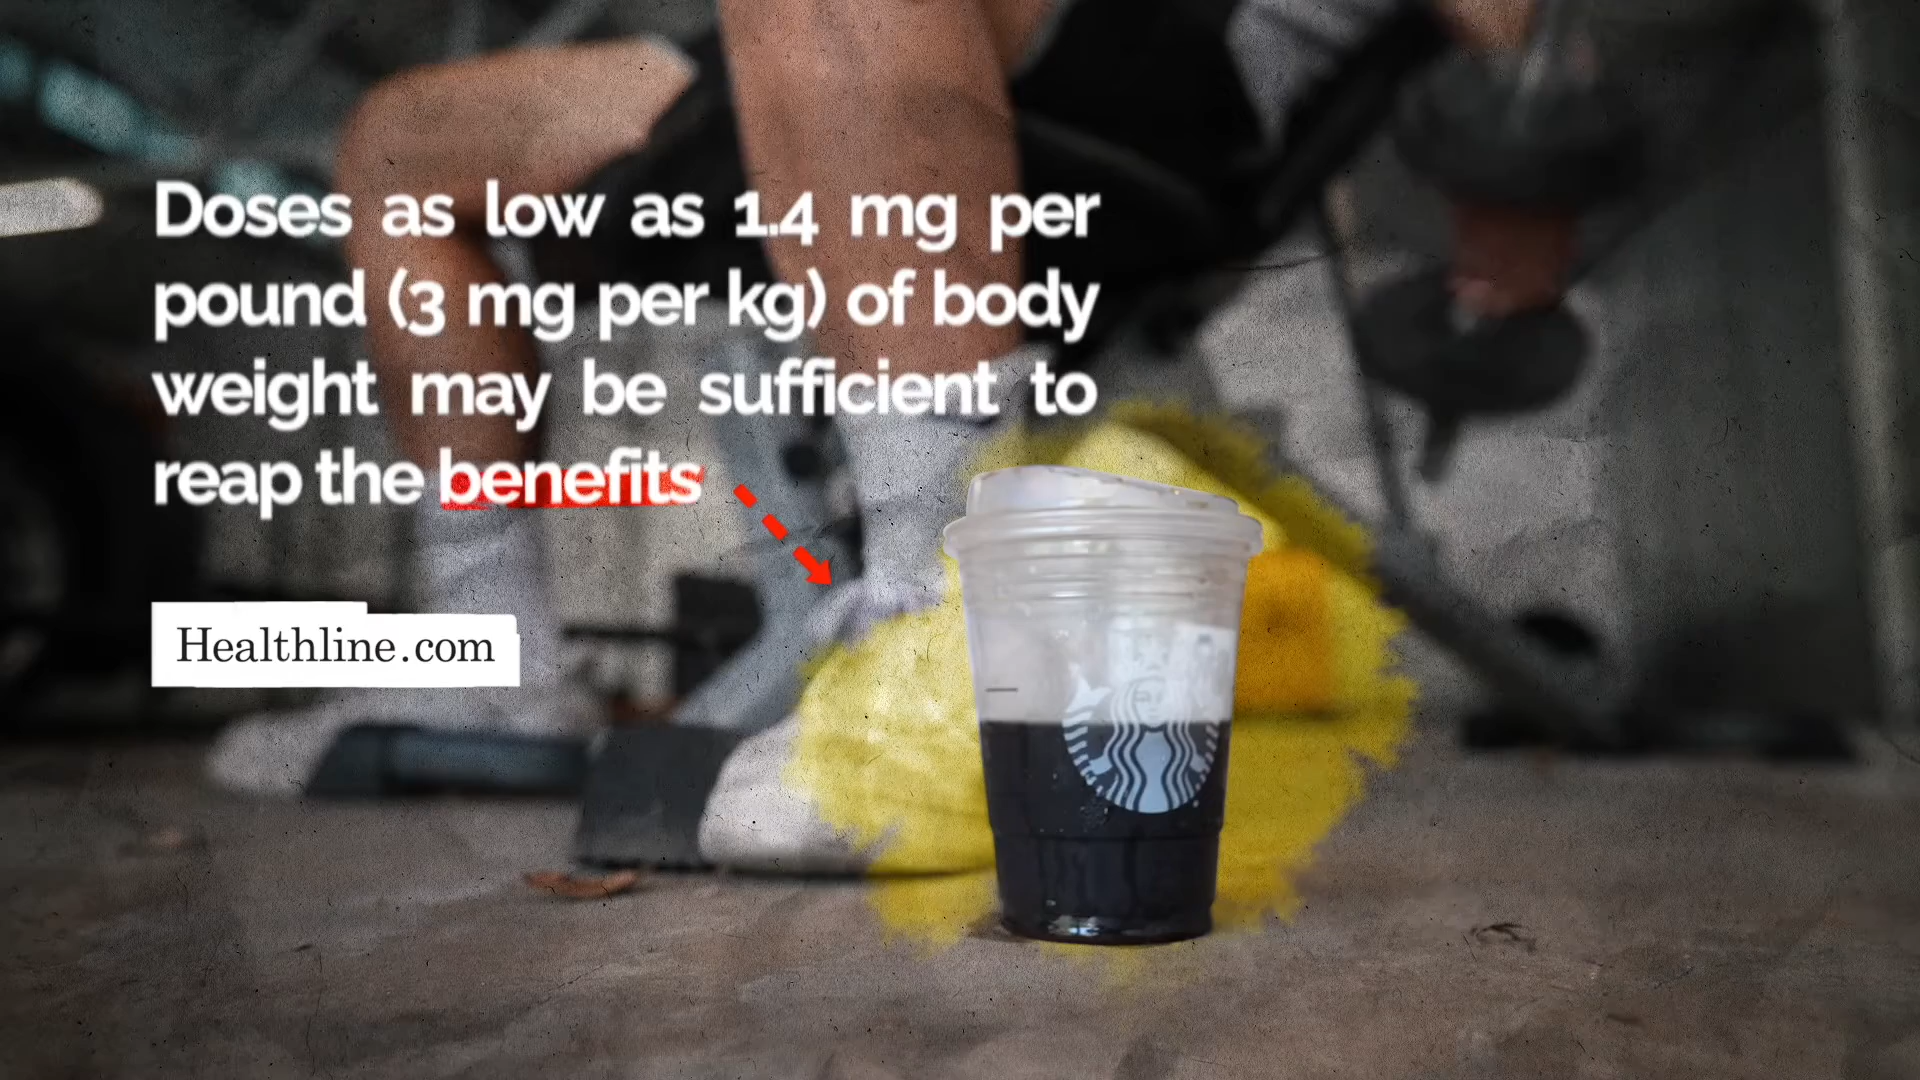 Doses as low as 1.4 mg per
pound (3 mg per kg) of body
weight may be sufficient to
reap the benefits
Healthline.com